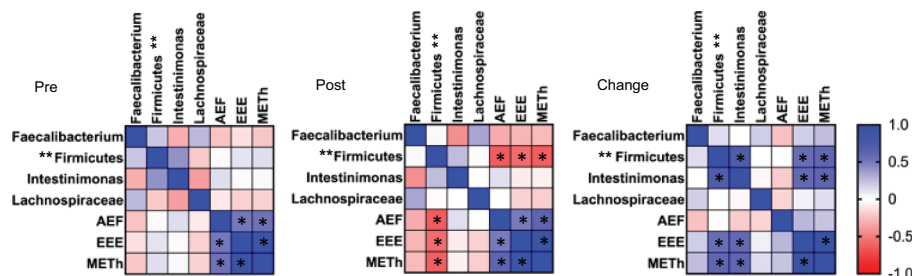 Pre
Faecalibacterium
Firmicutes **
Intestinimonas
Lachnospiraceae
AEF
EEE
METh
Faecalibacterium
**Firmicutes
Intestinimonas
Lachnospiraceae
AEF * *
EEE * *
METh * *
Post
Faecalibacterium
Firmicutes **
Intestinimonas
Lachnospiraceae
AEF
EEE
METh
Faecalibacterium
**Firmicutes * * *
Intestinimonas
Lachnospiraceae
AEF * * *
EEE * * *
METh * * *
Change
Faecalibacterium
Firmicutes **
Intestinimonas
Lachnospiraceae
AEF
EEE
METh
Faecalibacterium
** Firmicutes * * *
Intestinimonas * * *
Lachnospiraceae
AEF
EEE * * *
METh * * *
1.0
0.5
0
-0.5
-1.0